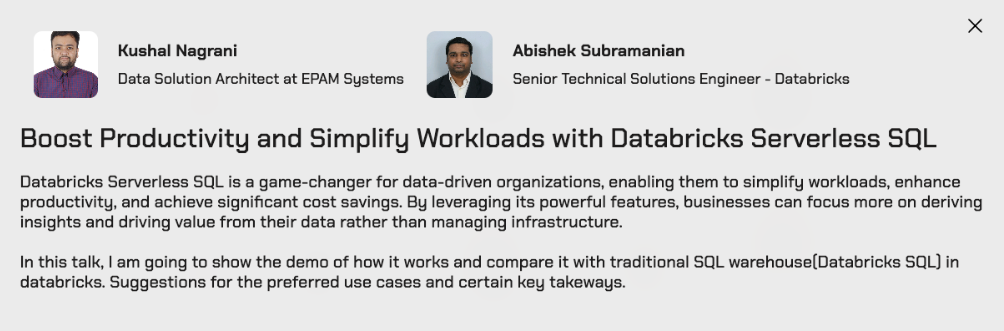 Kushal Nagrani
Data Solution Architect at EPAM Systems
Abishek Subramanian
Senior Technical Solutions Engineer - Databricks
Boost Productivity and Simplify Workloads with Databricks Serverless SQL
Databricks Serverless SQL is a game-changer for data-driven organizations, enabling them to simplify workloads, enhance
productivity, and achieve significant cost savings. By leveraging its powerful features, businesses can focus more on deriving
insights and driving value from their data rather than managing infrastructure.
In this talk, I am going to show the demo of how it works and compare it with traditional SQL warehouse(Databricks SQL) in
databricks. Suggestions for the preferred use cases and certain key takeways.